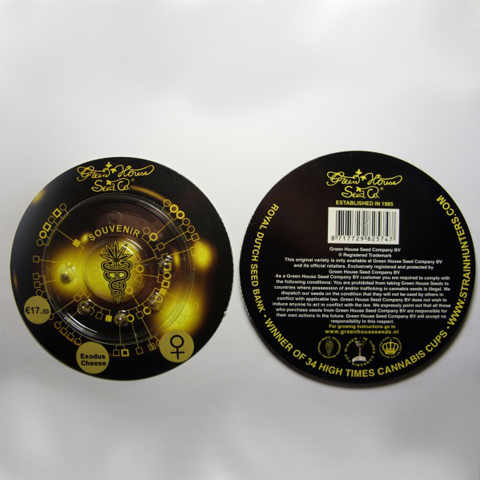 Green House
Seed Co.®
SOUVENIR
€17.50
Exodus
Cheese
Green House
Seed Co.®
ESTABLISHED IN 1985
8 717729 825747
Green House Seed Company BV
® Registered Trademark
Green House Seed Company BV
This original variety is only available at Green House Seed Company BV
and its official retailers. Exclusively registered and protected by
Green House Seed Company BV
As a Green House Seed Company BV customer you are required to comply with
the following conditions: You are prohibited from taking Green House Seeds to
countries where possession of and/or trafficking in cannabis seeds is illegal. We
dispatch our seeds on the condition that they will not be used by others in
conflict with applicable law. Green House Seed Company BV does not wish to
induce anyone to act in conflict with the law. We expressly point out that all those
who purchase seeds from Green House Seed Company BV are responsible for
their own actions in the future. Green House Seed Company BV will accept no
responsibility in this respect.
For growing instructions go to
www.greenhouseseeds.nl
ROYAL DUTCH SEED BANK - WINNER OF 34 HIGH TIMES CANNABIS CUPS - WWW.STRAINHUNTERS.COM